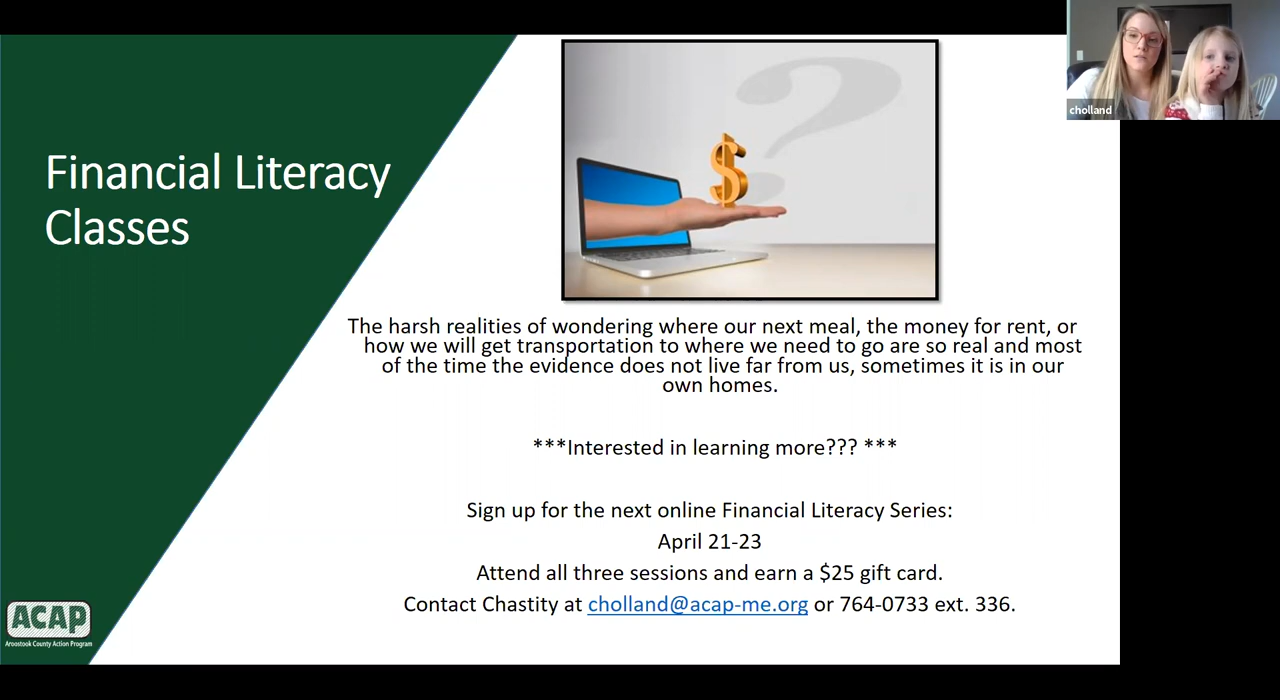 cholland
Financial Literacy
Classes
The harsh realities of wondering where our next meal, the money for rent, or
how we will get transportation to where we need to go are so real and most
of the time the evidence does not live far from us, sometimes it is in our
own homes.
***Interested in learning more??? ***
Sign up for the next online Financial Literacy Series:
April 21-23
Attend all three sessions and earn a $25 gift card.
Contact Chastity at cholland@acap-me.org or 764-0733 ext. 336.
ACAP
Aroostook County Action Program